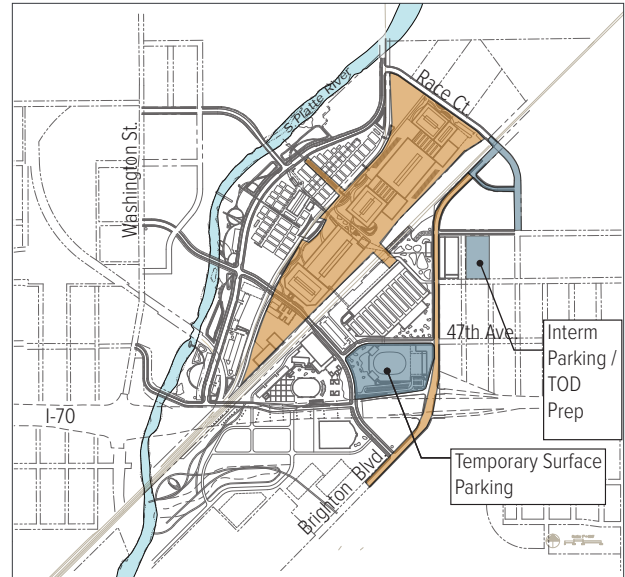 Race Ct.
S. Platte River
Washington St.
47th Ave
Interm
Parking /
TOD
Prep
I-70
Temporary Surface
Parking
Brighton Blvd